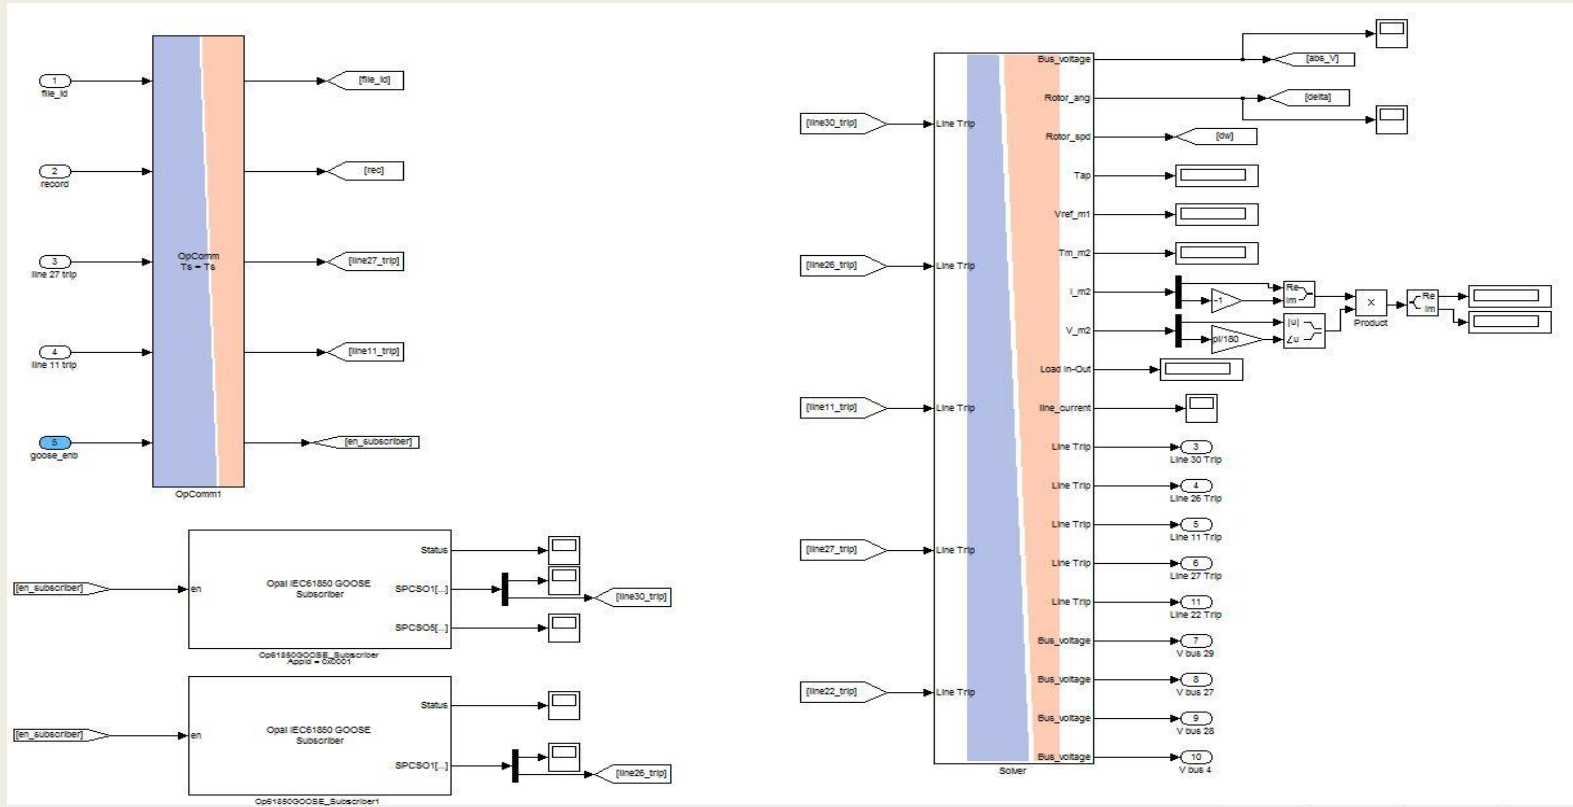 1
file_id
2
record
3
line 27 trip
4
line 11 trip
5
goose_enb
OpComm
Ts = Ts
OpComm1
[file_id]
[rec]
[line27_trip]
[line11_trip]
[en_subscriber]
[en_subscriber]
en
Opal IEC61850 GOOSE
Subscriber
Status
SPCSO1[...]
SPCSO5[...]
[line30_trip]
Op61850GOOSE_Subscriber
AppId = 0x0001
[en_subscriber]
en
Opal IEC61850 GOOSE
Subscriber
Status
SPCSO1[...]
[line26_trip]
Op61850GOOSE_Subscriber1
[line30_trip]
Line Trip
[line26_trip]
Line Trip
[line11_trip]
Line Trip
[line27_trip]
Line Trip
[line22_trip]
Line Trip
Solver
Bus_voltage
[abs_V]
Rotor_ang
[delta]
Rotor_spd
[dw]
Tap
Vref_m1
Tm_m2
I_m2
-1
Re
Im
V_m2
pi/180
|u|
∠u
×
Product
Re
Im
Load In-Out
line_current
Line Trip
3
Line 30 Trip
Line Trip
4
Line 26 Trip
Line Trip
5
Line 11 Trip
Line Trip
6
Line 27 Trip
Line Trip
11
Line 22 Trip
Bus_voltage
7
V bus 29
Bus_voltage
8
V bus 27
Bus_voltage
9
V bus 28
Bus_voltage
10
V bus 4